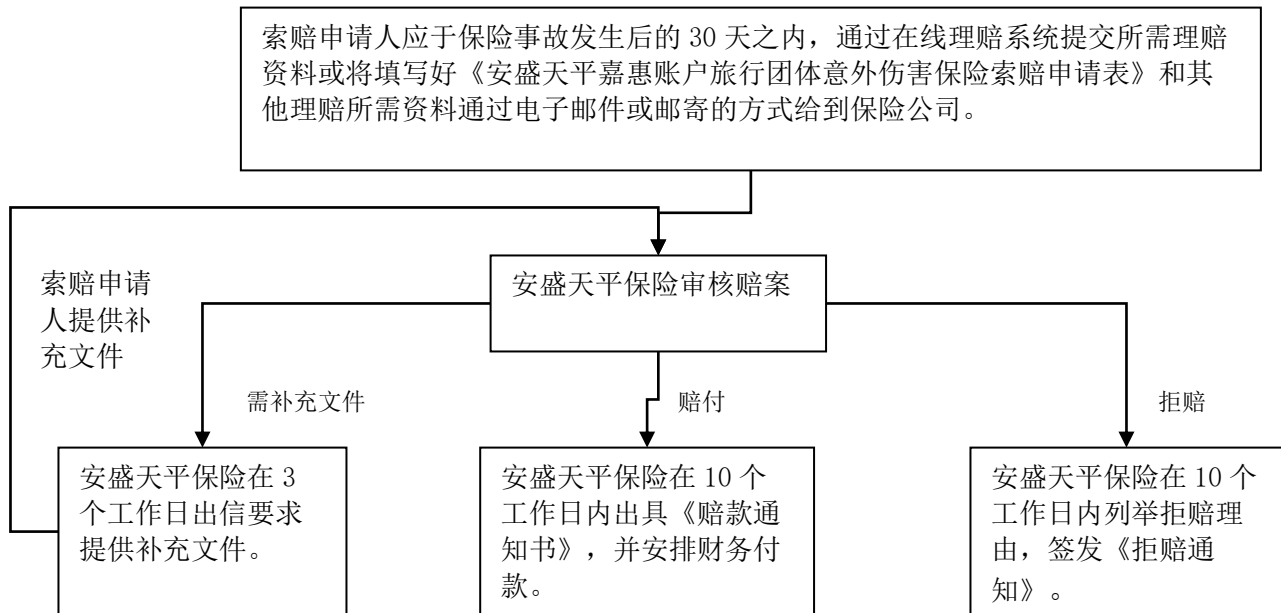 索赔申请人应于保险事故发生后的 30 天之内，通过在线理赔系统提交所需理赔
资料或将填写好《安盛天平嘉惠账户旅行团体意外伤害保险索赔申请表》和其
他理赔所需资料通过电子邮件或邮寄的方式给到保险公司。
索赔申请
人提供补
充文件
安盛天平保险审核赔案
需补充文件
赔付
拒赔
安盛天平保险在 3
个工作日出信要求
提供补充文件。
安盛天平保险在 10 个
工作日内出具《赔款通
知书》，并安排财务付
款。
安盛天平保险在 10 个
工作日内列举拒赔理
由，签发《拒赔通
知》。